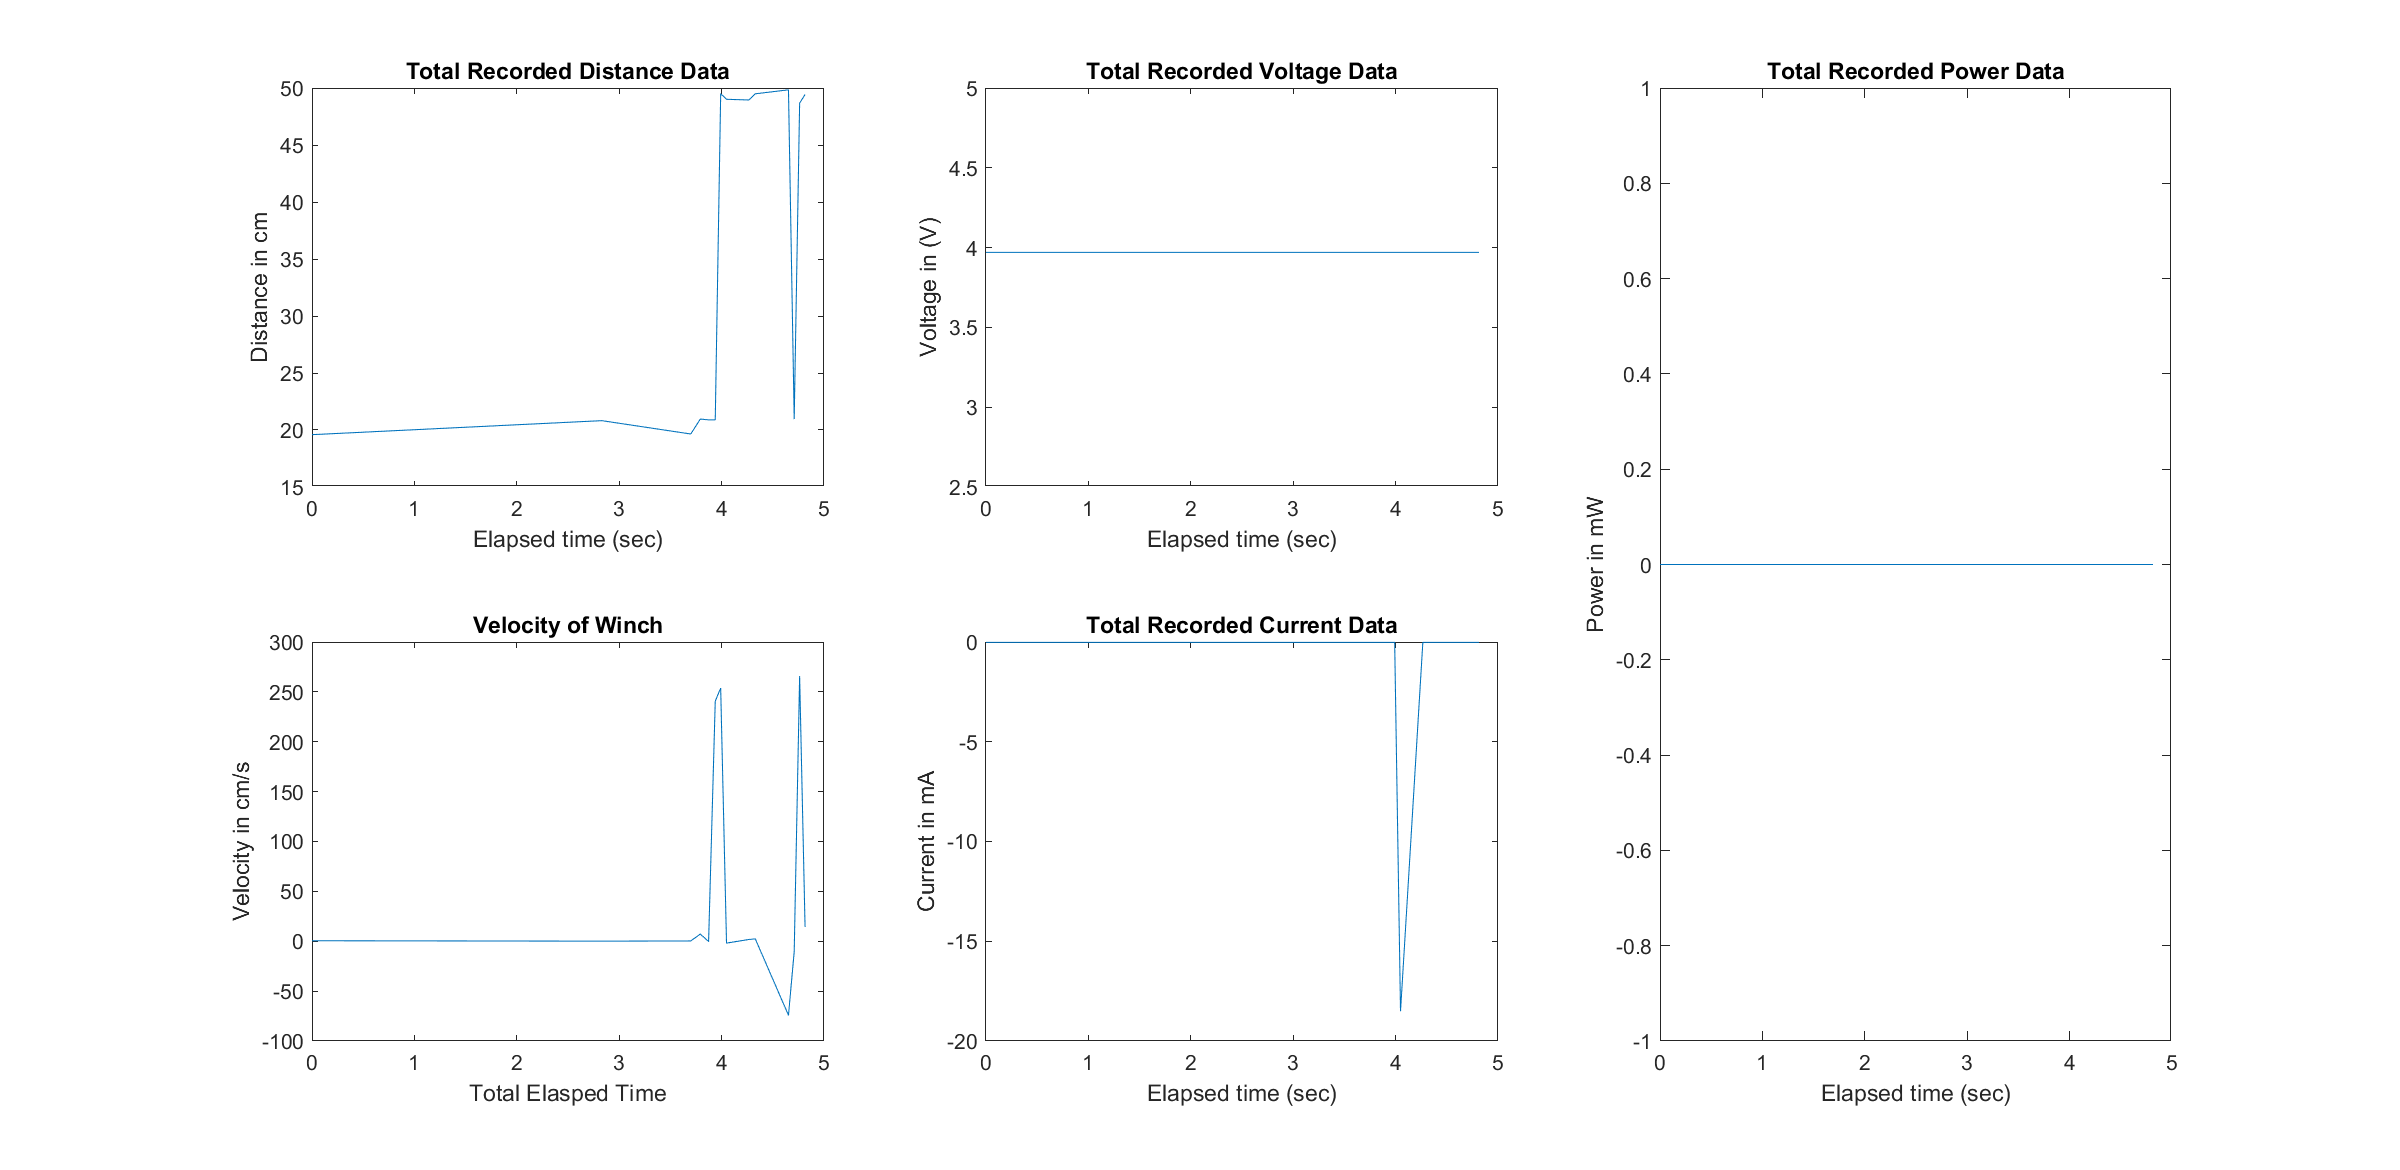 Total Recorded Distance Data
50
45
40
35
30
25
20
15
Distance in cm
0 1 2 3 4 5
Elapsed time (sec)
Total Recorded Voltage Data
5
4.5
4
3.5
3
2.5
Voltage in (V)
0 1 2 3 4 5
Elapsed time (sec)
Total Recorded Power Data
1
0.8
0.6
0.4
0.2
0
-0.2
-0.4
-0.6
-0.8
-1
Power in mW
0 1 2 3 4 5
Elapsed time (sec)
Velocity of Winch
300
250
200
150
100
50
0
-50
-100
Velocity in cm/s
0 1 2 3 4 5
Total Elasped Time
Total Recorded Current Data
0
-5
-10
-15
-20
Current in mA
0 1 2 3 4 5
Elapsed time (sec)